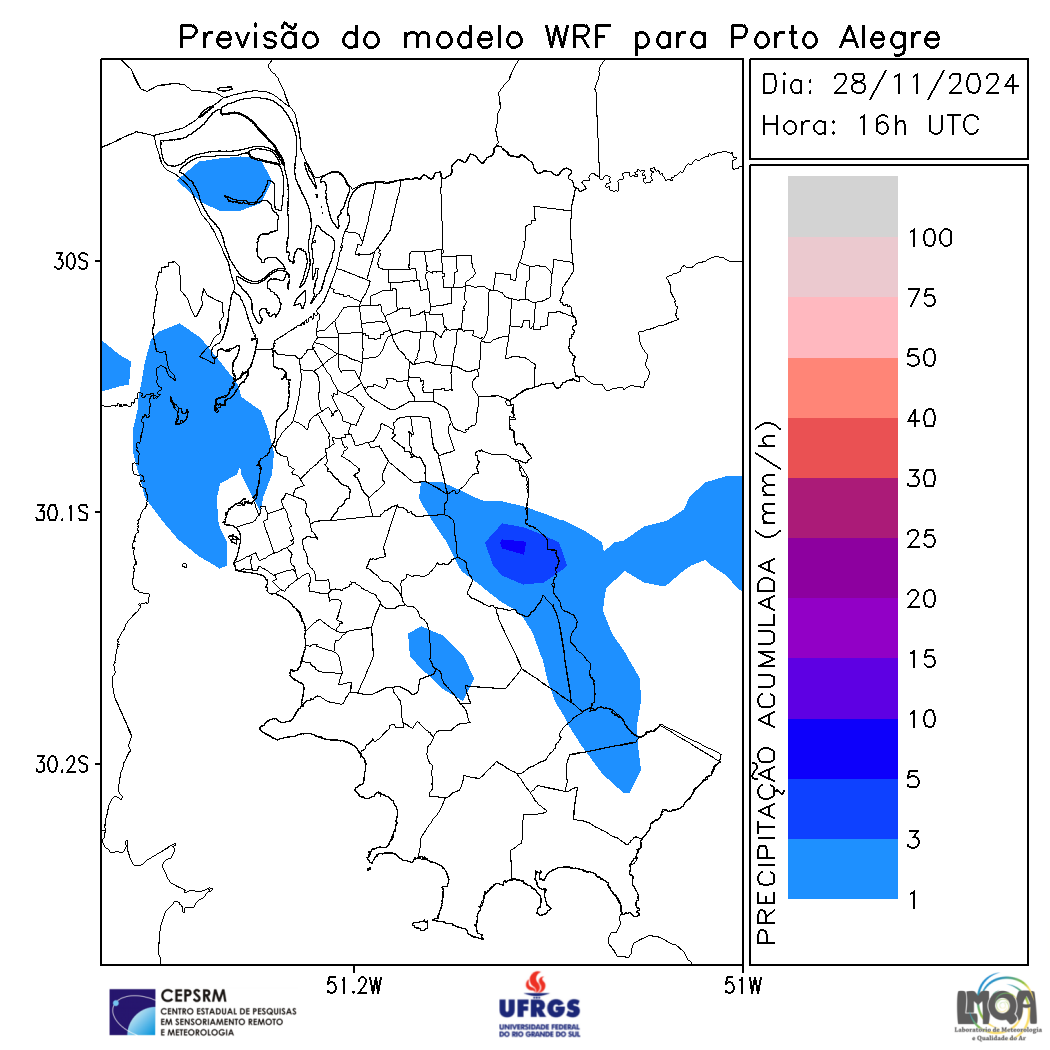 Previsão do modelo WRF para Porto Alegre
Dia: 28/11/2024
Hora: 16h UTC
30S
30.1S
30.2S
51.2W
51W
PRECIPITAÇÃO ACUMULADA (mm/h)
100
75
50
40
30
25
20
15
10
5
3
1
CEPSRM
CENTRO ESTADUAL DE PESQUISAS
EM SENSORIAMENTO REMOTO
E METEOROLOGIA
UFRGS
UNIVERSIDADE FEDERAL
DO RIO GRANDE DO SUL
LMQA
Laboratório de Meteorologia
e Qualidade do Ar